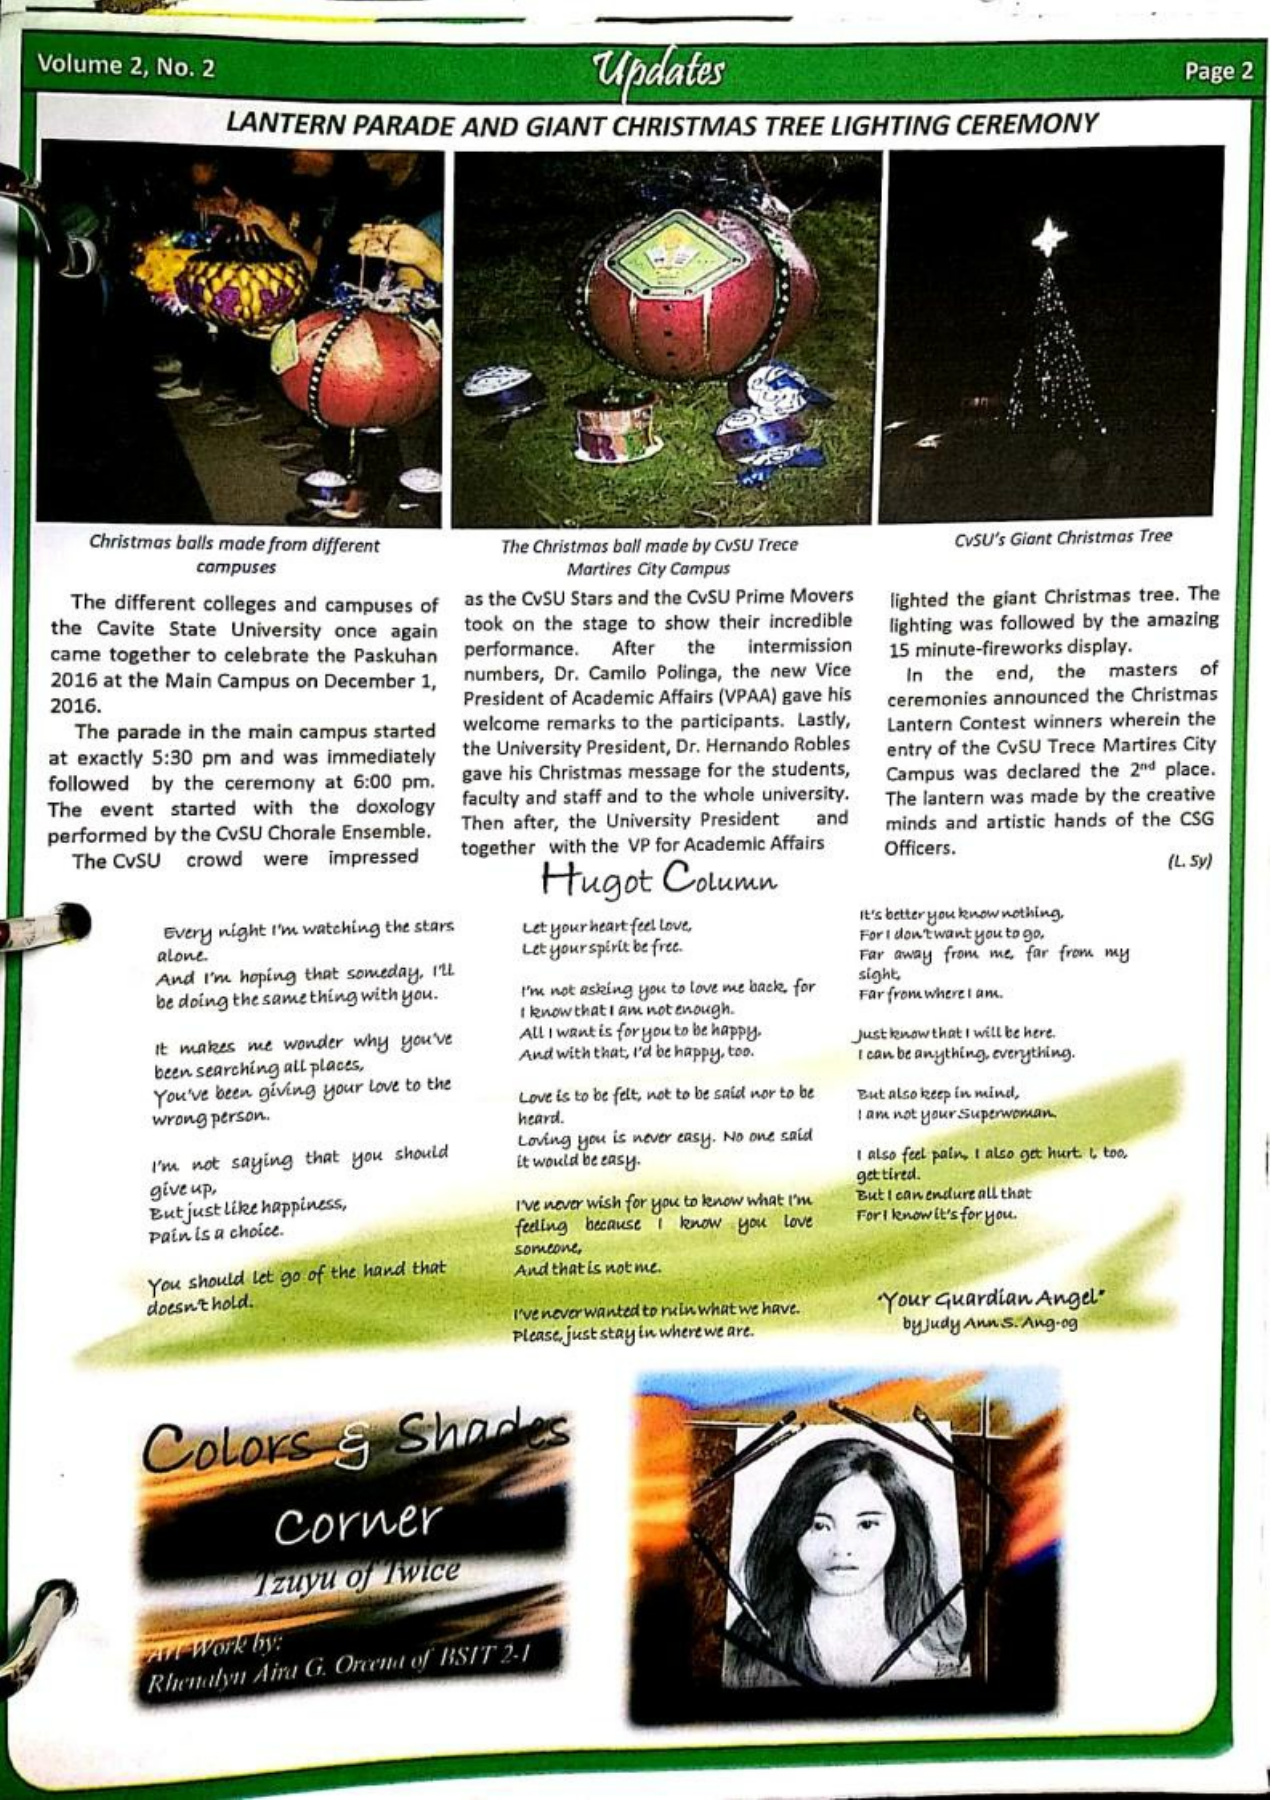 Volume 2, No. 2
Updates
Page 2
LANTERN PARADE AND GIANT CHRISTMAS TREE LIGHTING CEREMONY
Christmas balls made from different
campuses
The Christmas ball made by CvSU Trece
Martires City Campus
CvSU's Giant Christmas Tree
The different colleges and campuses of
the Cavite State University once again
came together to celebrate the Paskuhan
2016 at the Main Campus on December 1,
2016.
The parade in the main campus started
at exactly 5:30 pm and was immediately
followed by the ceremony at 6:00 pm.
The event started with the doxology
performed by the CvSU Chorale Ensemble.
The CvSU crowd were impressed
as the CvSU Stars and the CvSU Prime Movers
took on the stage to show their incredible
performance. After the intermission
numbers, Dr. Camilo Polinga, the new Vice
President of Academic Affairs (VPAA) gave his
welcome remarks to the participants. Lastly,
the University President, Dr. Hernando Robles
gave his Christmas message for the students,
faculty and staff and to the whole university.
Then after, the University President and
together with the VP for Academic Affairs
lighted the giant Christmas tree. The
lighting was followed by the amazing
15 minute-fireworks display.
In the end, the masters of
ceremonies announced the Christmas
Lantern Contest winners wherein the
entry of the CvSU Trece Martires City
Campus was declared the 2nd place.
The lantern was made by the creative
minds and artistic hands of the CSG
Officers.
(L. Sy)
Hugot Column
Every night I'm watching the stars
alone.
And I'm hoping that someday, I'll
be doing the same thing with you.
It makes me wonder why you've
been searching all places,
You've been giving your love to the
wrong person.
I'm not saying that you should
give up,
But just like happiness,
Pain is a choice.
You should let go of the hand that
doesn't hold.
Let your heart feel love,
Let your spirit be free.
I'm not asking you to love me back, for
I know that I am not enough.
All I want is for you to be happy,
And with that, I'd be happy, too.
Love is to be felt, not to be said nor to be
heard.
Loving you is never easy. No one said
it would be easy.
I've never wish for you to know what I'm
feeling because I know you love
someone,
And that is not me.
I've never wanted to ruin what we have.
Please, just stay in where we are.
It's better you know nothing,
For I don't want you to go,
Far away from me, far from my
sight,
Far from where I am.
Just know that I will be here.
I can be anything, everything.
But also keep in mind,
I am not your Superwoman.
I also feel pain, I also get hurt. I, too,
get tired.
But I can endure all that
For I know it's for you.
"Your Guardian Angel"
by Judy Ann S. Ang-og
Colors & Shades
Corner
Tzuyu of Twice
Art Work by:
Rhenalyn Aira G. Orcena of BSIT 2-1